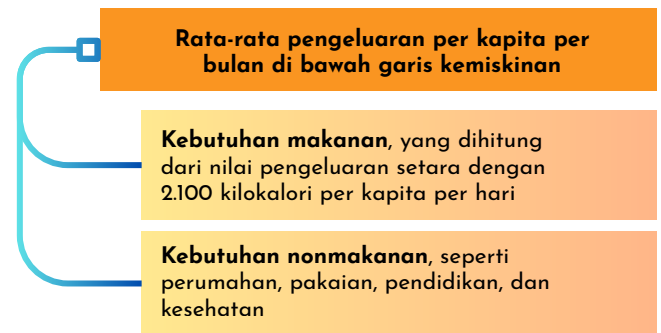 Rata-rata pengeluaran per kapita per
bulan di bawah garis kemiskinan
Kebutuhan makanan, yang dihitung
dari nilai pengeluaran setara dengan
2.100 kilokalori per kapita per hari
Kebutuhan nonmakanan, seperti
perumahan, pakaian, pendidikan, dan
kesehatan